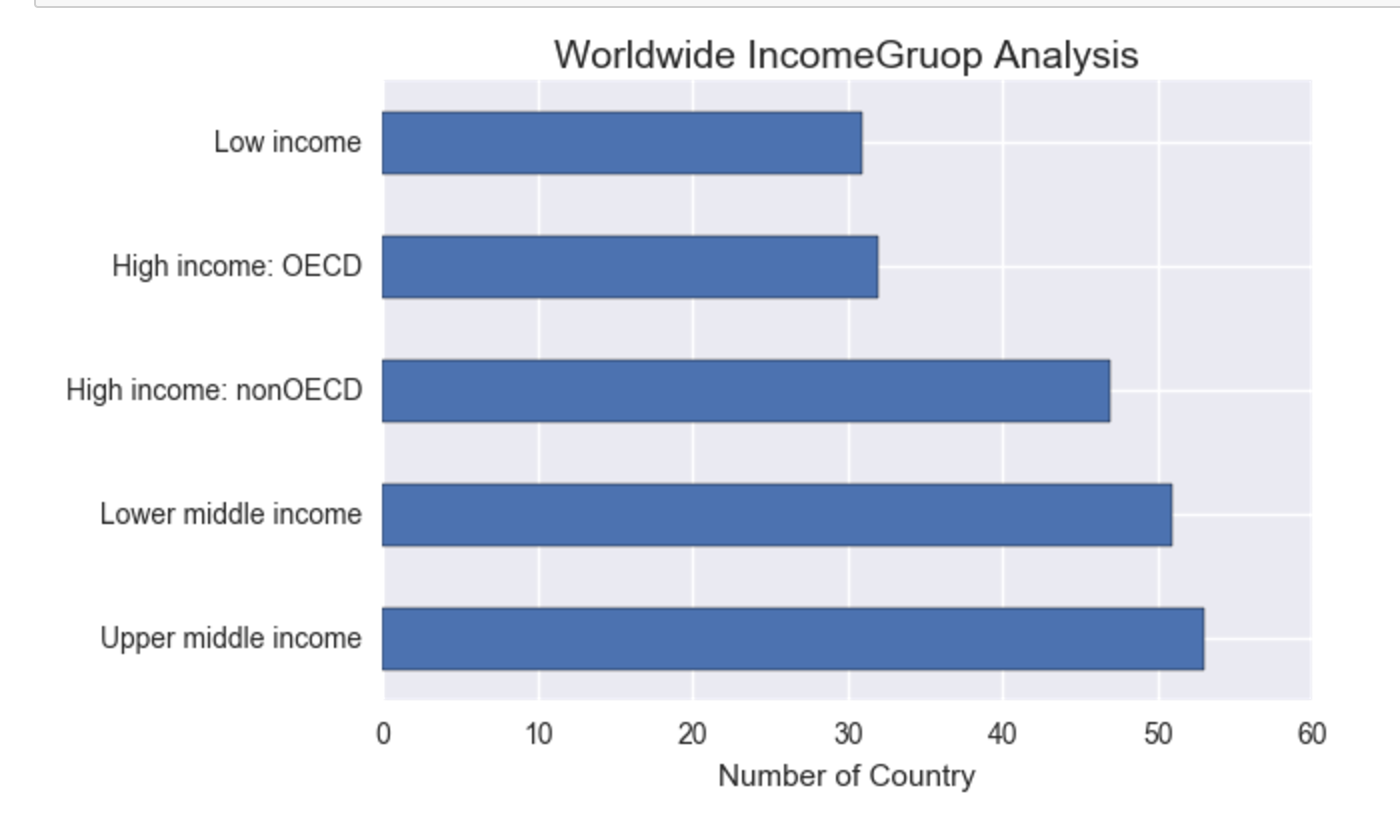 Worldwide IncomeGruop Analysis
Low income
High income: OECD
High income: nonOECD
Lower middle income
Upper middle income
0 10 20 30 40 50 60
Number of Country